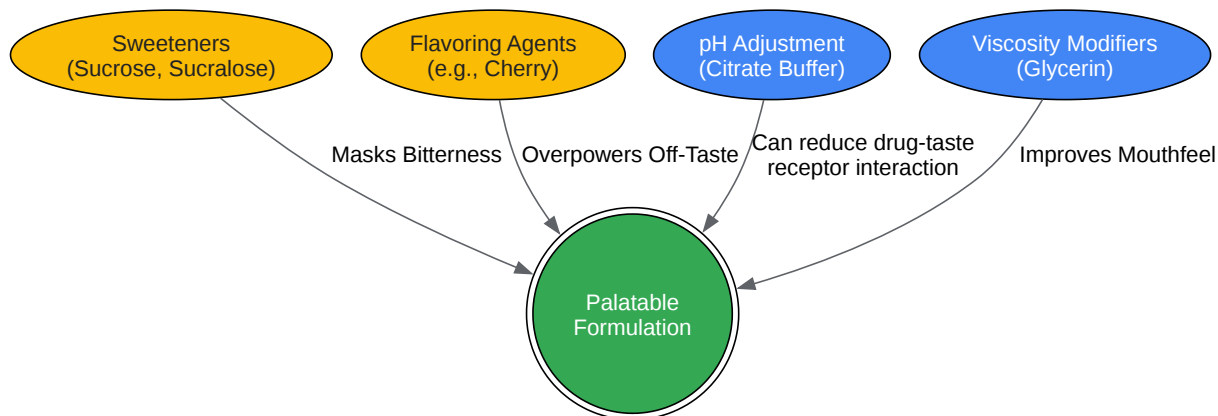 Sweeteners
(Sucrose, Sucralose)
Flavoring Agents
(e.g., Cherry)
pH Adjustment
(Citrate Buffer)
Viscosity Modifiers
(Glycerin)
Masks Bitterness
Overpowers Off-Taste
Can reduce drug-taste
receptor interaction
Improves Mouthfeel
Palatable
Formulation